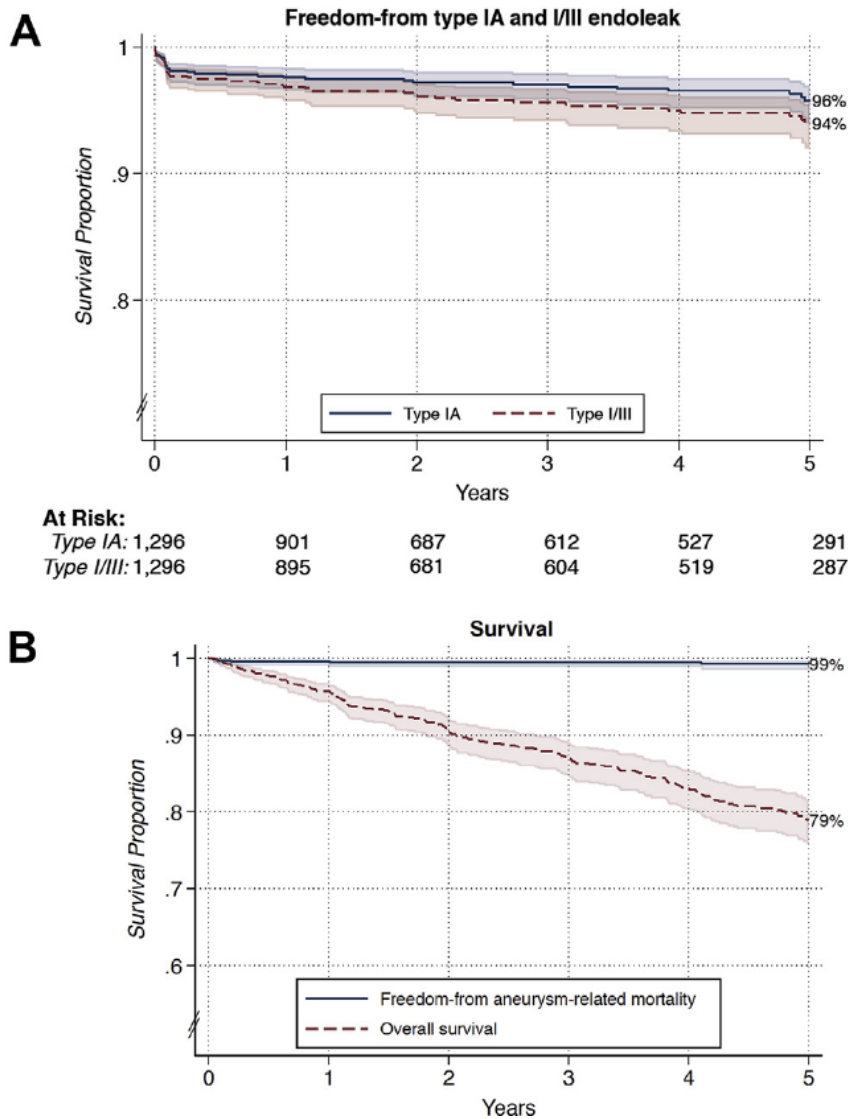 A
Freedom-from type IA and I/III endoleak
1
.9
.8
Survival Proportion
96%
94%
Type IA
Type I/III
0 1 2 3 4 5
Years
At Risk:
Type IA: 1,296 901 687 612 527 291
Type I/III: 1,296 895 681 604 519 287
B
Survival
1
.9
.8
.7
.6
Survival Proportion
99%
79%
Freedom-from aneurysm-related mortality
Overall survival
0 1 2 3 4 5
Years